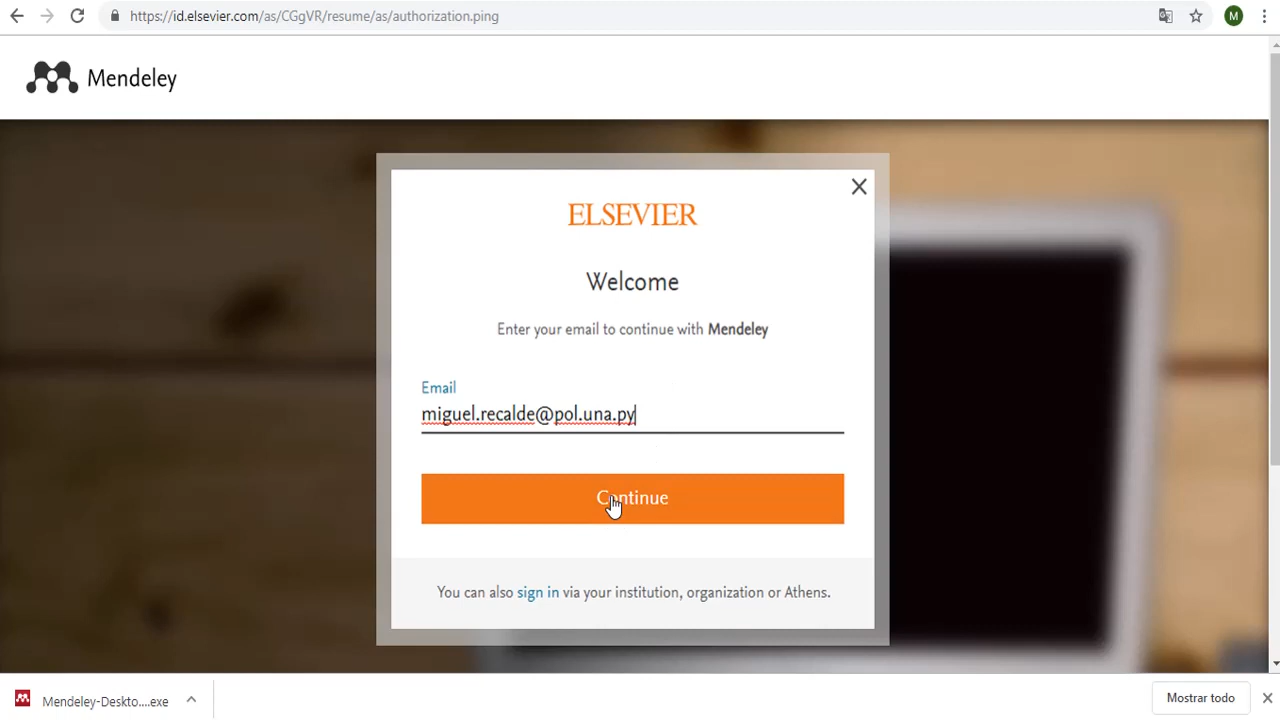 https://id.elsevier.com/as/CGgVR/resume/as/authorization.ping
M
Mendeley
ELSEVIER
Welcome
Enter your email to continue with Mendeley
Email
miguel.recalde@pol.una.py
Continue
You can also sign in via your institution, organization or Athens.
Mendeley-Deskto....exe
Mostrar todo